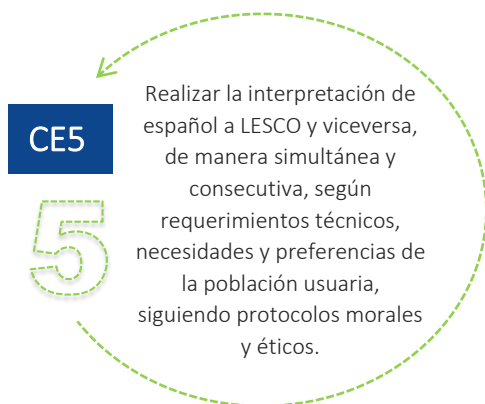 CE5
5
Realizar la interpretación de
español a LESCO y viceversa,
de manera simultánea y
consecutiva, según
requerimientos técnicos,
necesidades y preferencias de
la población usuaria,
siguiendo protocolos morales
y éticos.